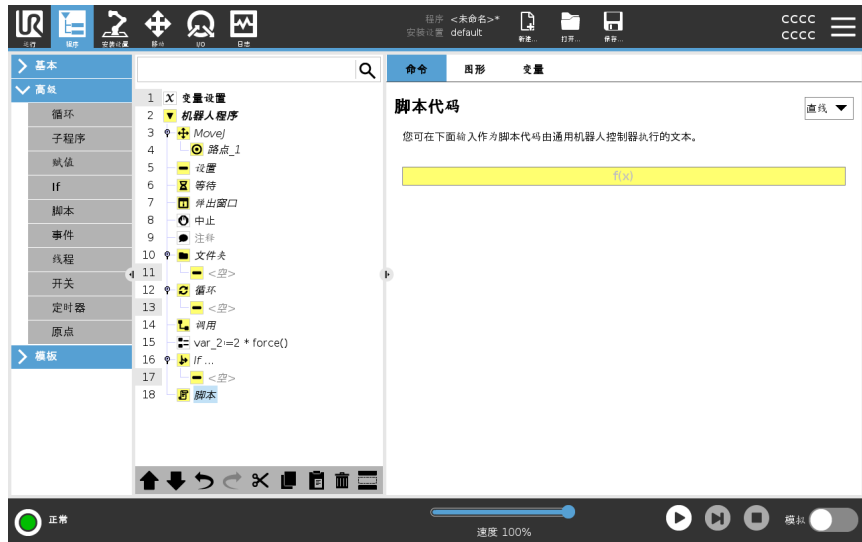 程序 <未命名>*
安装设置 default
新建...
打开...
保存...
CCCC
CCCC
运行
程序
安装设置
移动
I/O
日志
基本
高级
循环
子程序
赋值
If
脚本
事件
线程
开关
定时器
原点
模板
1 X 变量设置
2 机器人程序
3 MoveJ
4 路点_1
5 设置
6 等待
7 弹出窗口
8 中止
9 注释
10 文件夹
11 <空>
12 循环
13 <空>
14 调用
15 var_2≔2 * force()
16 If ...
17 <空>
18 脚本
命令
图形
变量
脚本代码
直线
您可在下面输入作为脚本代码由通用机器人控制器执行的文本。
f(x)
正常
速度 100%
模拟